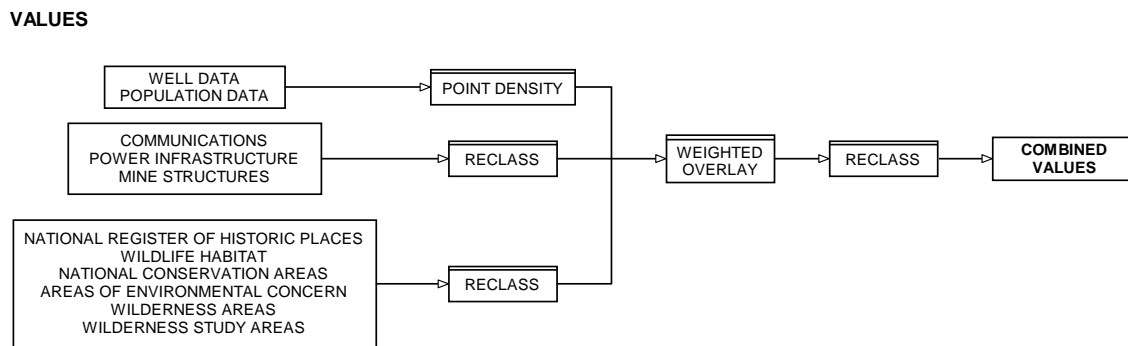 VALUES
WELL DATA
POPULATION DATA
POINT DENSITY
COMMUNICATIONS
POWER INFRASTRUCTURE
MINE STRUCTURES
RECLASS
WEIGHTED
OVERLAY
RECLASS
COMBINED
VALUES
NATIONAL REGISTER OF HISTORIC PLACES
WILDLIFE HABITAT
NATIONAL CONSERVATION AREAS
AREAS OF ENVIRONMENTAL CONCERN
WILDERNESS AREAS
WILDERNESS STUDY AREAS
RECLASS